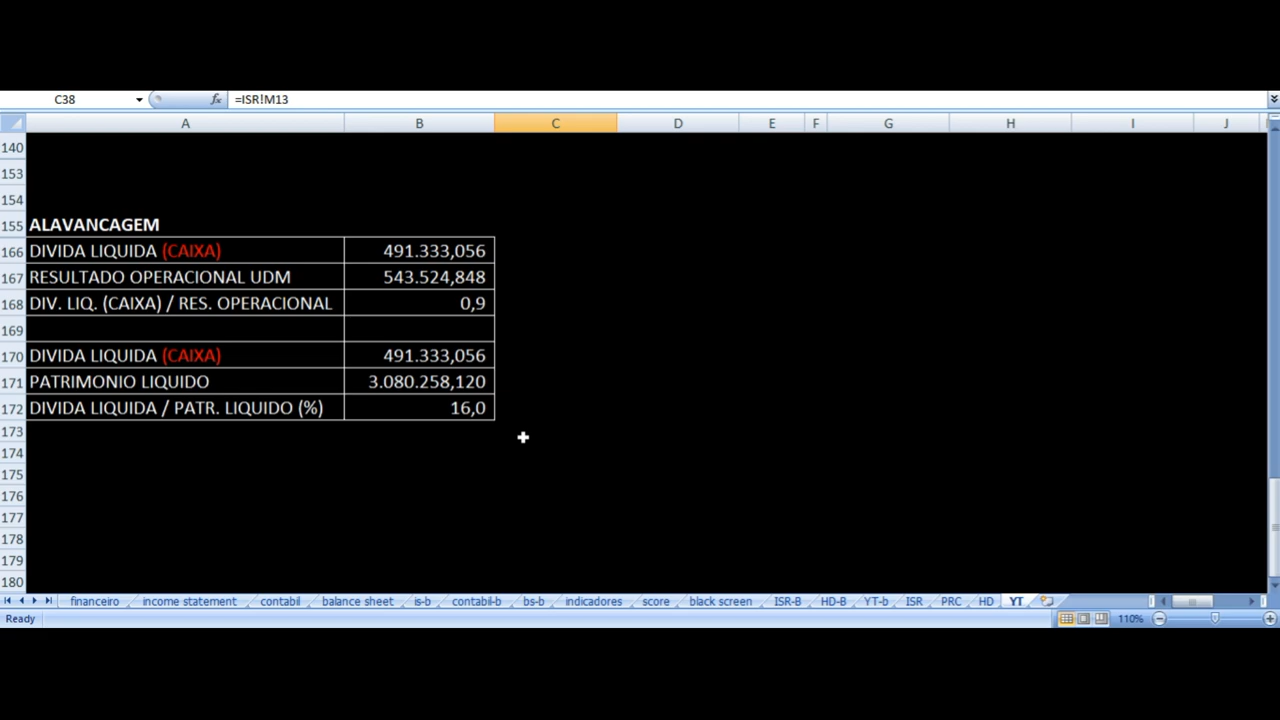 C38 fx =ISR!M13
A B C D E F G H I J
140
153
154
155 ALAVANCAGEM
166 DIVIDA LIQUIDA (CAIXA) 491.333,056
167 RESULTADO OPERACIONAL UDM 543.524,848
168 DIV. LIQ. (CAIXA) / RES. OPERACIONAL 0,9
169
170 DIVIDA LIQUIDA (CAIXA) 491.333,056
171 PATRIMONIO LIQUIDO 3.080.258,120
172 DIVIDA LIQUIDA / PATR. LIQUIDO (%) 16,0
173
174
175
176
177
178
179
180
financeiro income statement contabil balance sheet is-b contabil-b bs-b indicadores score black screen ISR-B HD-B YT-b ISR PRC HD YT
Ready 110%